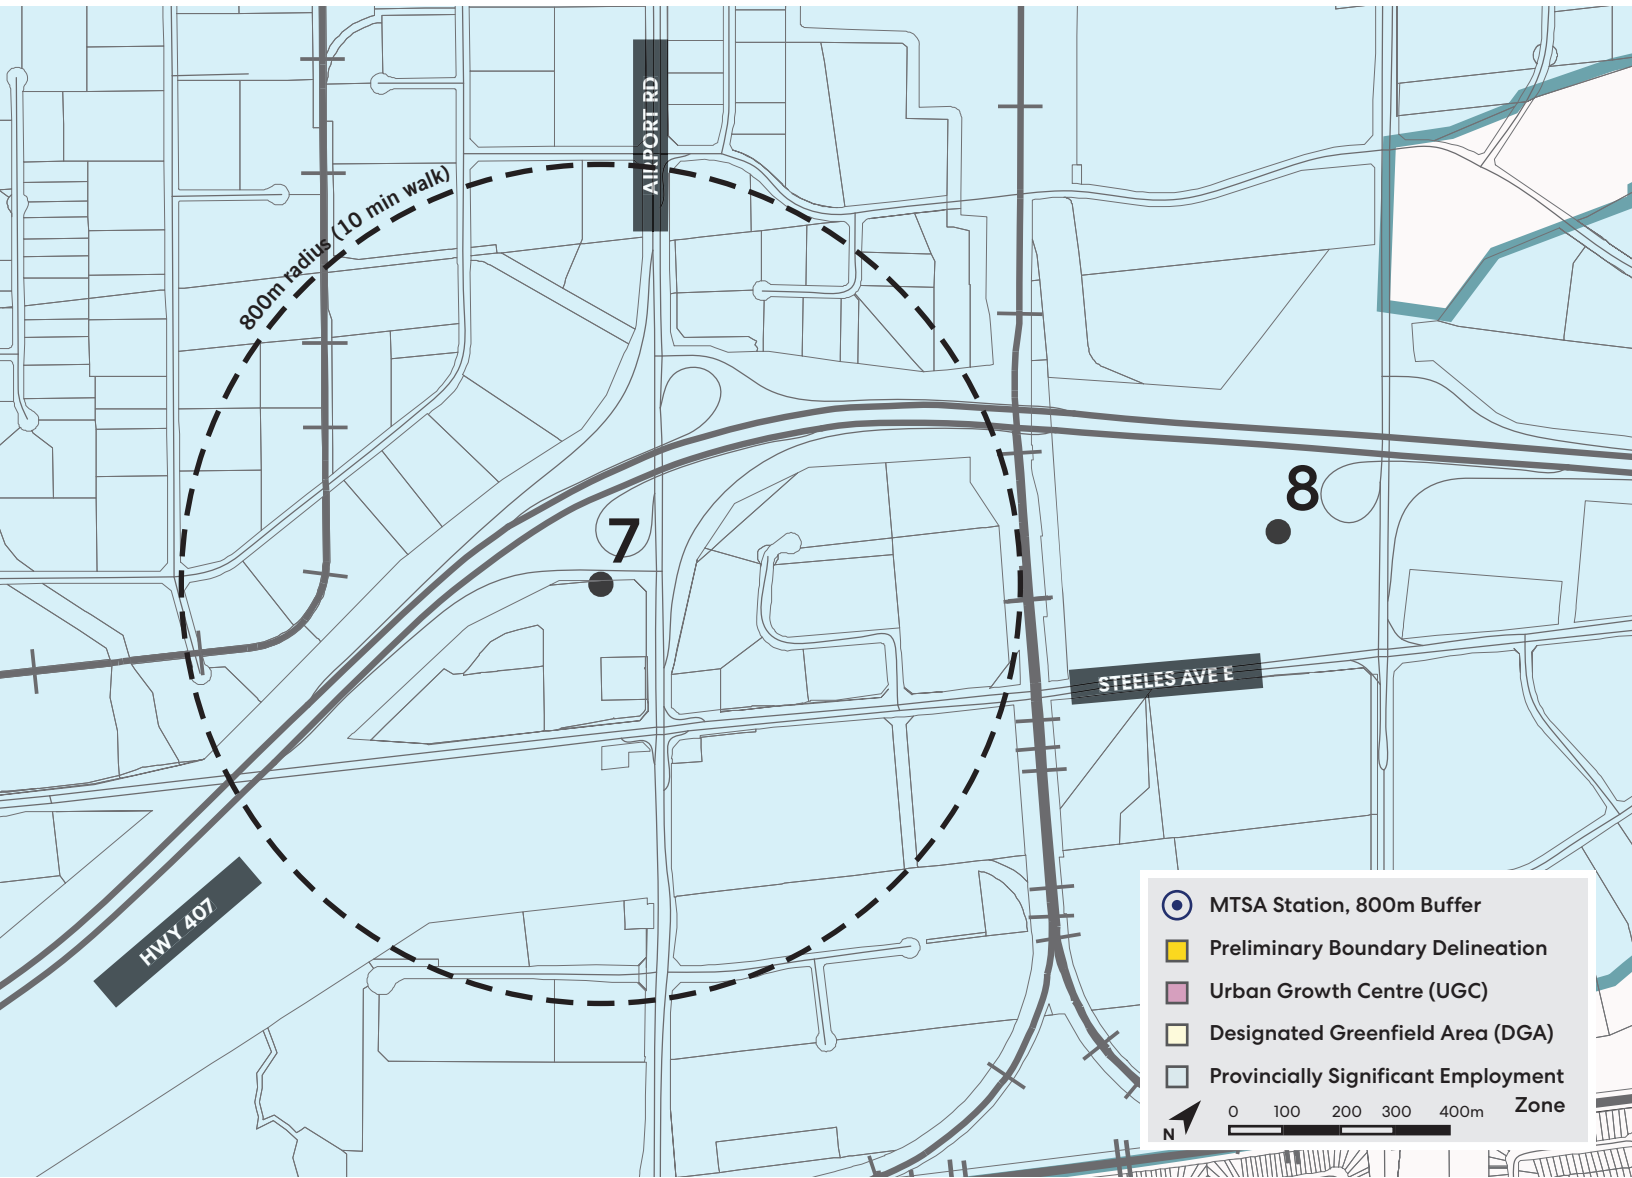 AIRPORT RD
800m radius (10 min walk)
8
7
STEELES AVE E
HWY 407
MTSA Station, 800m Buffer
Preliminary Boundary Delineation
Urban Growth Centre (UGC)
Designated Greenfield Area (DGA)
Provincially Significant Employment
Zone
0 100 200 300 400m
N